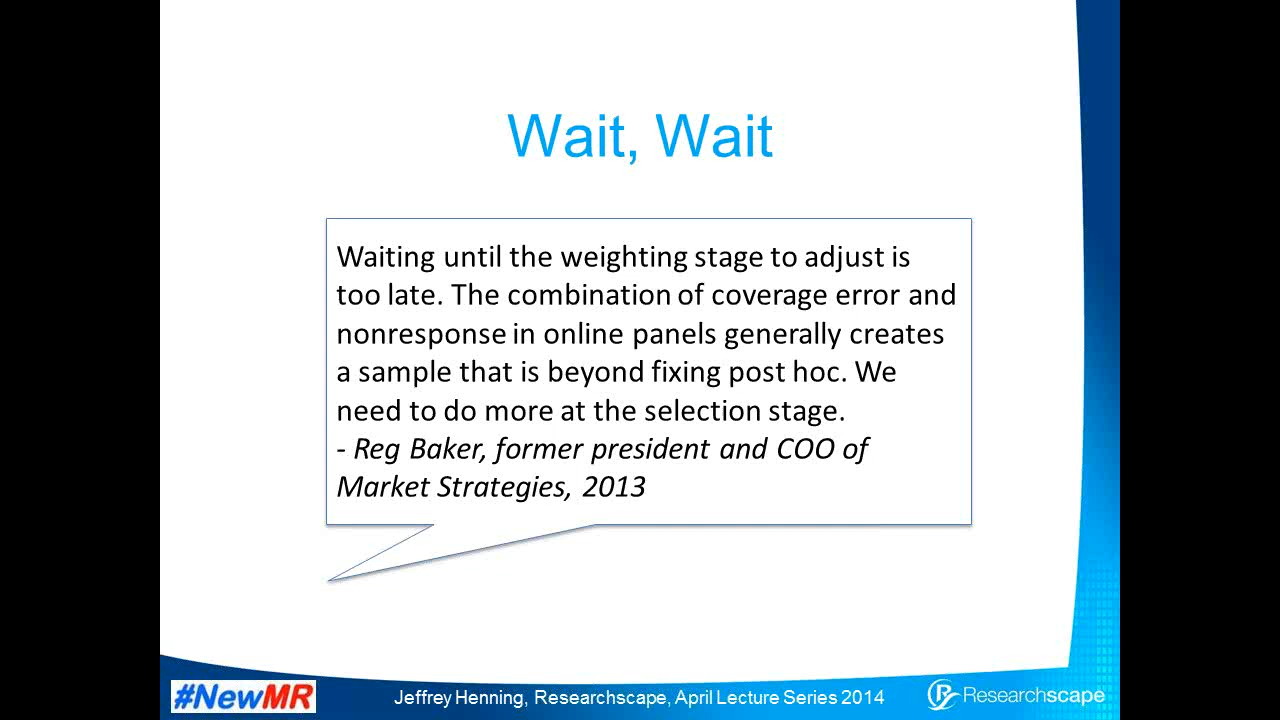 Wait, Wait
Waiting until the weighting stage to adjust is
too late. The combination of coverage error and
nonresponse in online panels generally creates
a sample that is beyond fixing post hoc. We
need to do more at the selection stage.
- Reg Baker, former president and COO of
Market Strategies, 2013
#NewMR
Jeffrey Henning, Researchscape, April Lecture Series 2014
Researchscape